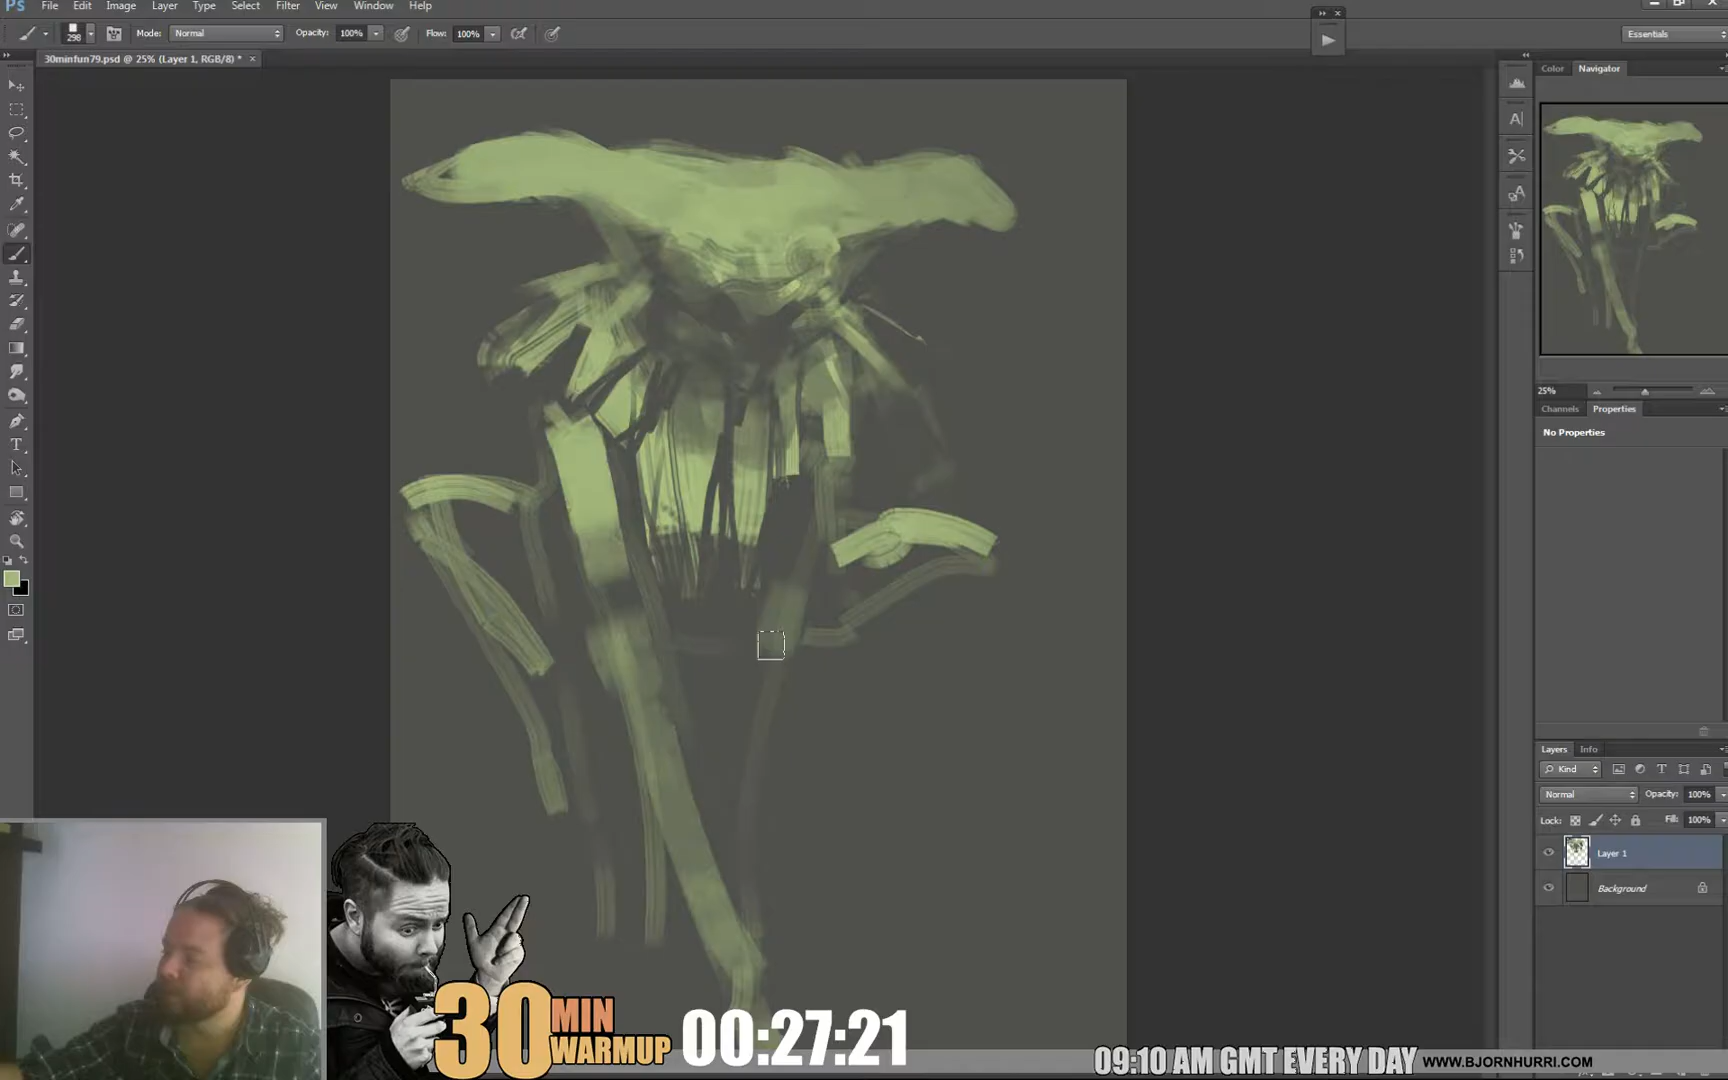 Ps File Edit Image Layer Type Select Filter View Window Help
298 Mode: Normal Opacity: 100% Flow: 100% Essentials
30minfun79.psd @ 25% (Layer 1, RGB/8) *
Color Navigator
25%
Channels Properties
No Properties
Layers Info
Kind
Normal Opacity: 100%
Lock: Fill: 100%
Layer 1
Background
30 MIN WARMUP 00:27:21
09:10 AM GMT EVERY DAY WWW.BJORNHURRI.COM